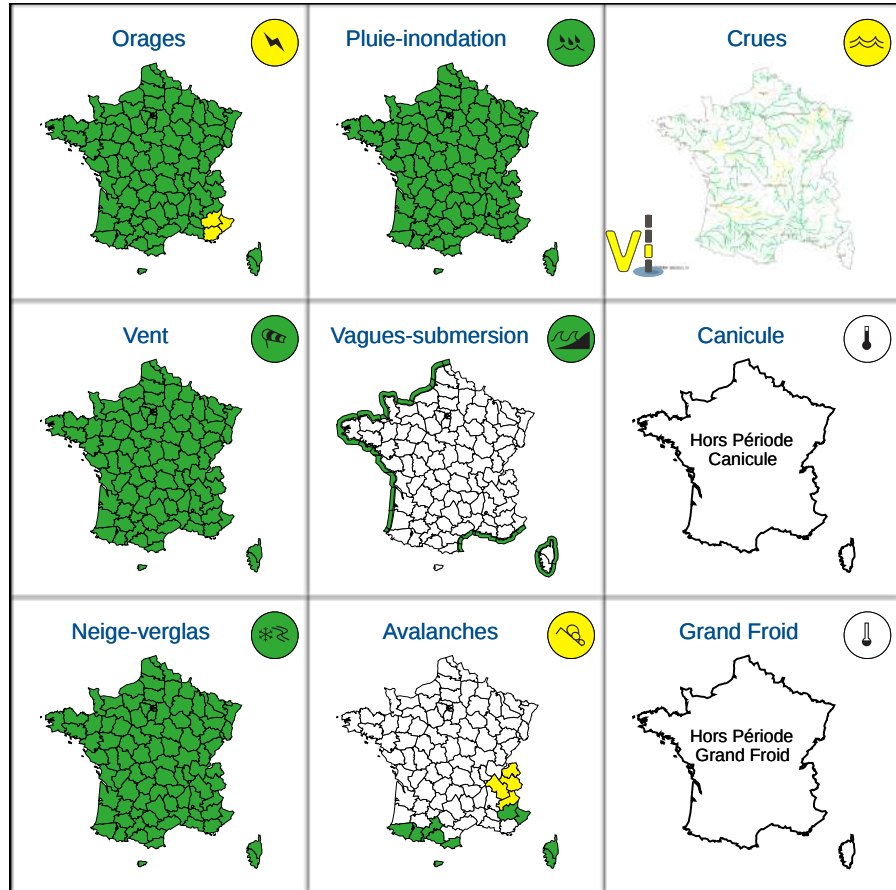 Orages
Pluie-inondation
Crues
Vi
Vent
Vagues-submersion
Canicule
Hors Période
Canicule
Neige-verglas
Avalanches
Grand Froid
Hors Période
Grand Froid